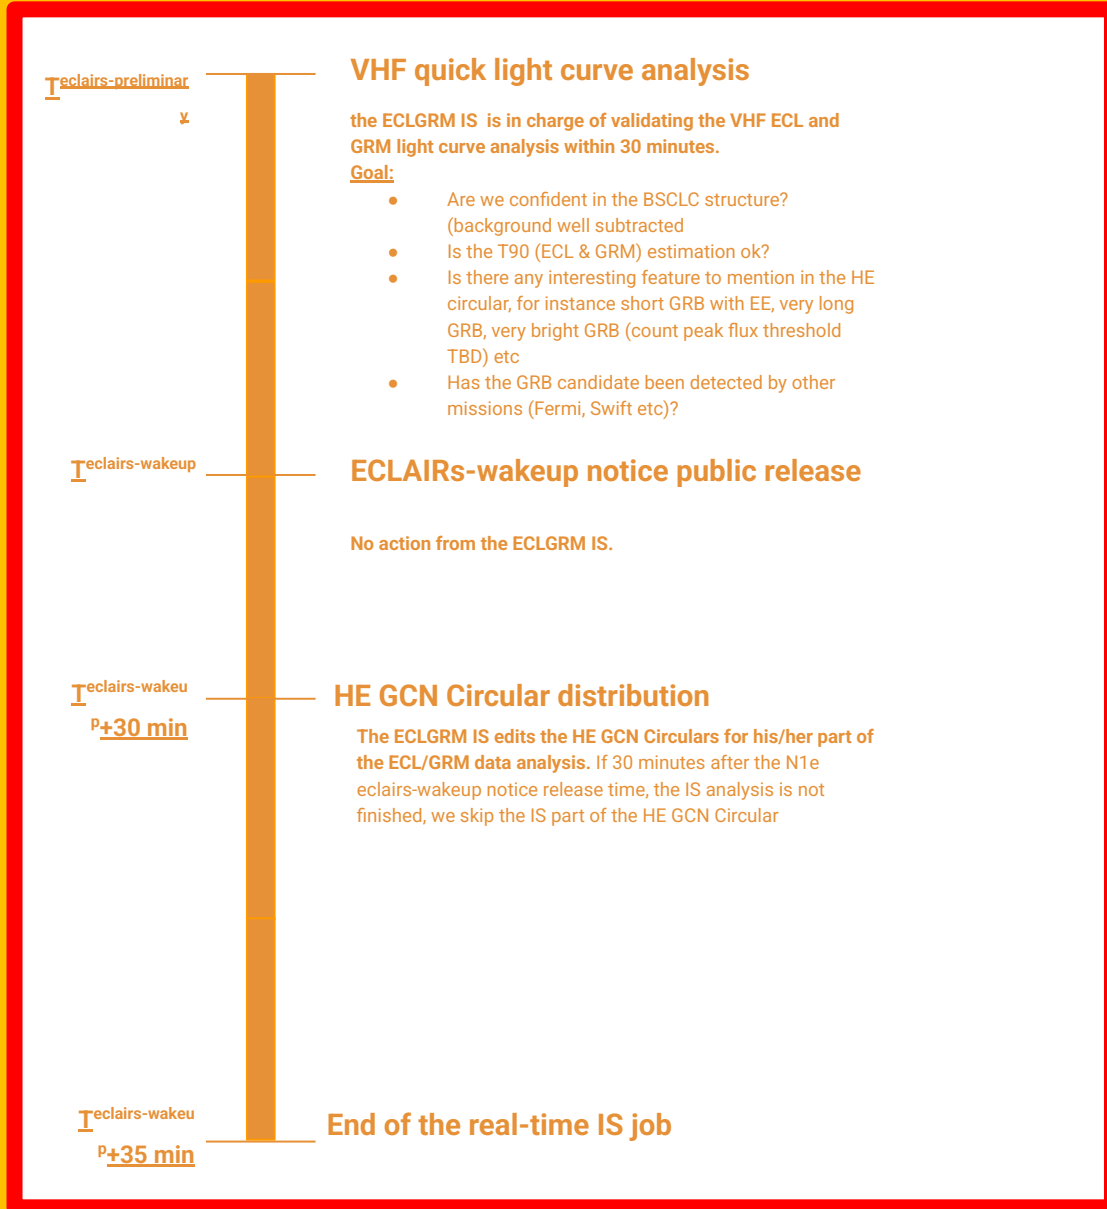 Teclairs-preliminar
y
VHF quick light curve analysis
the ECLGRM IS  is in charge of validating the VHF ECL and
GRM light curve analysis within 30 minutes.
Goal:
● Are we confident in the BSCLC structure?
(background well subtracted
● Is the T90 (ECL & GRM) estimation ok?
● Is there any interesting feature to mention in the HE
circular, for instance short GRB with EE, very long
GRB, very bright GRB (count peak flux threshold
TBD) etc
● Has the GRB candidate been detected by other
missions (Fermi, Swift etc)?
Teclairs-wakeup
ECLAIRs-wakeup notice public release
No action from the ECLGRM IS.
Teclairs-wakeu
p+30 min
HE GCN Circular distribution
The ECLGRM IS edits the HE GCN Circulars for his/her part of
the ECL/GRM data analysis. If 30 minutes after the N1e
eclairs-wakeup notice release time, the IS analysis is not
finished, we skip the IS part of the HE GCN Circular
Teclairs-wakeu
p+35 min
End of the real-time IS job